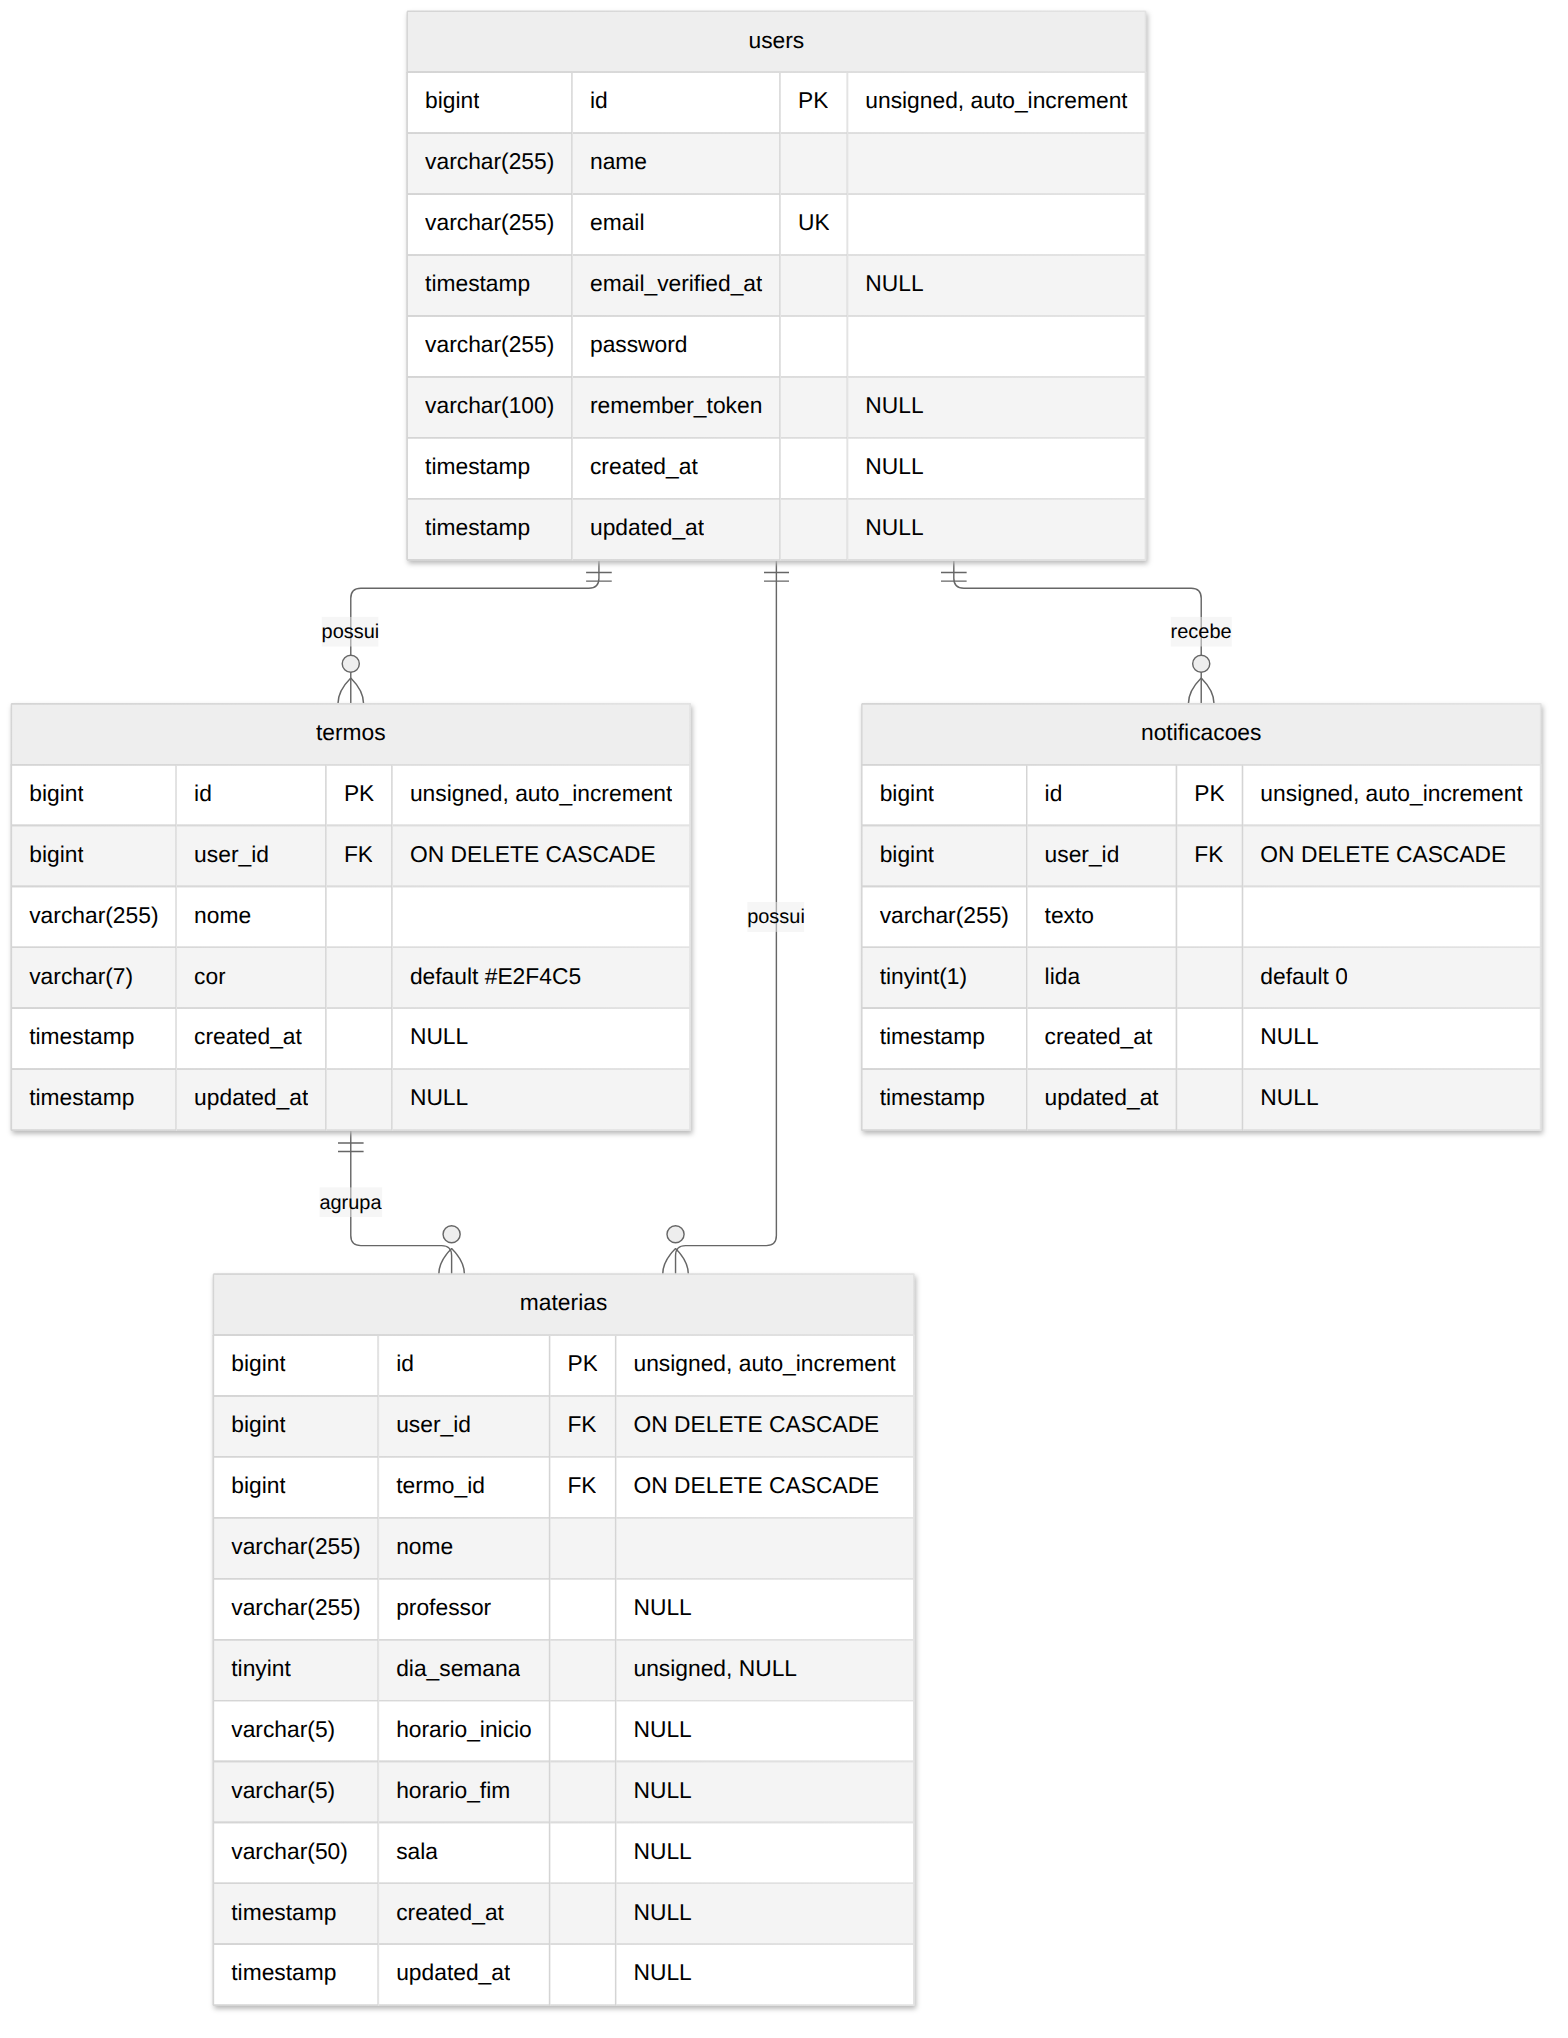 users
bigint id PK unsigned, auto_increment
varchar(255) name
varchar(255) email UK
timestamp email_verified_at NULL
varchar(255) password
varchar(100) remember_token NULL
timestamp created_at NULL
timestamp updated_at NULL
possui
recebe
termos
bigint id PK unsigned, auto_increment
bigint user_id FK ON DELETE CASCADE
varchar(255) nome
varchar(7) cor default #E2F4C5
timestamp created_at NULL
timestamp updated_at NULL
possui
notificacoes
bigint id PK unsigned, auto_increment
bigint user_id FK ON DELETE CASCADE
varchar(255) texto
tinyint(1) lida default 0
timestamp created_at NULL
timestamp updated_at NULL
agrupa
materias
bigint id PK unsigned, auto_increment
bigint user_id FK ON DELETE CASCADE
bigint termo_id FK ON DELETE CASCADE
varchar(255) nome
varchar(255) professor NULL
tinyint dia_semana unsigned, NULL
varchar(5) horario_inicio NULL
varchar(5) horario_fim NULL
varchar(50) sala NULL
timestamp created_at NULL
timestamp updated_at NULL